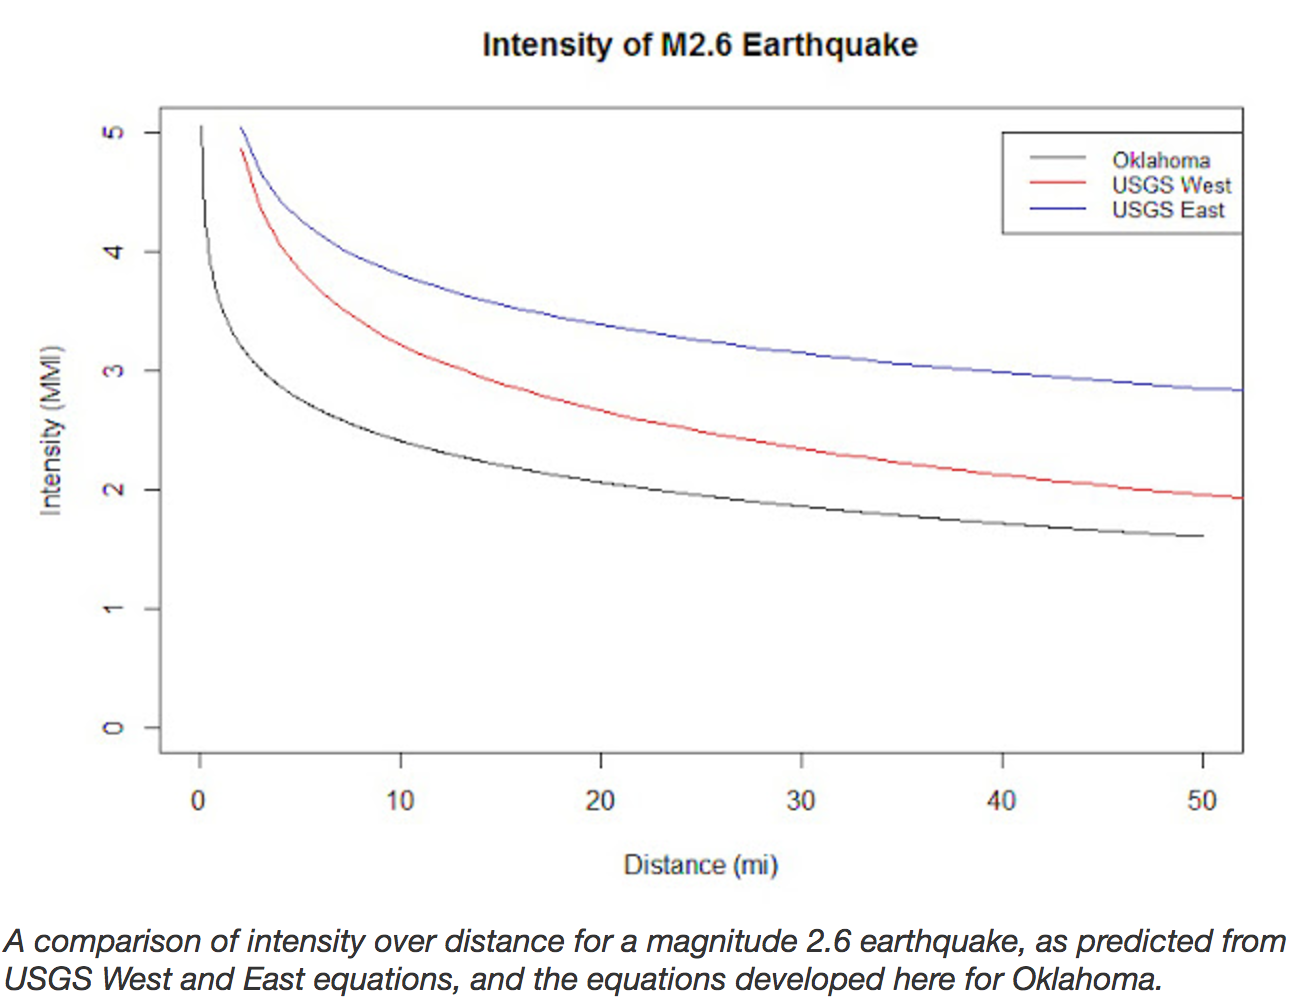 Intensity of M2.6 Earthquake
5
4
3
2
1
0
Intensity (MMI)
Oklahoma
USGS West
USGS East
0 10 20 30 40 50
Distance (mi)
A comparison of intensity over distance for a magnitude 2.6 earthquake, as predicted from
USGS West and East equations, and the equations developed here for Oklahoma.